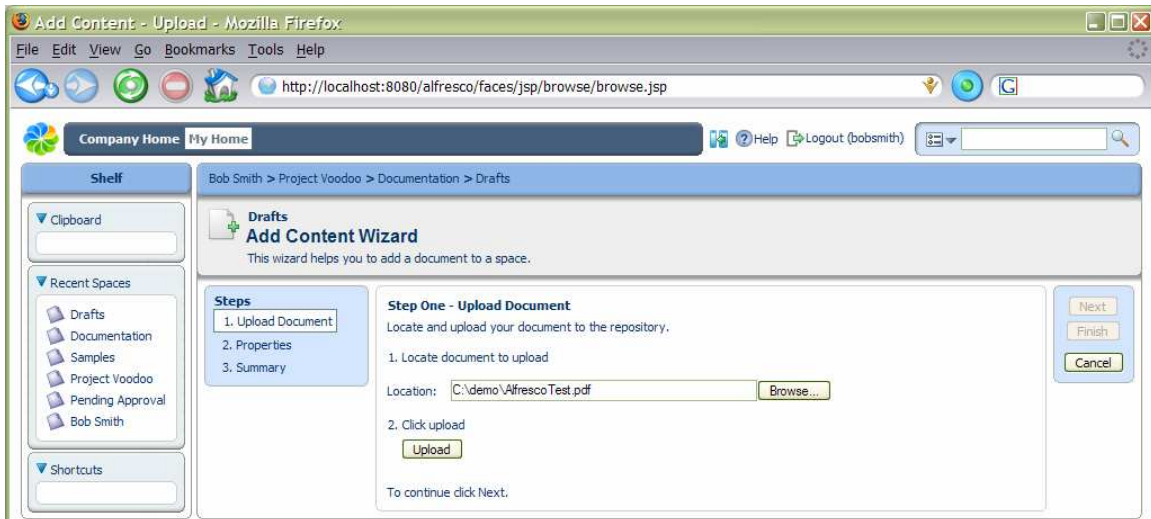 Add Content - Upload - Mozilla Firefox
File Edit View Go Bookmarks Tools Help
http://localhost:8080/alfresco/faces/jsp/browse/browse.jsp
G
Company Home My Home
Help Logout (bobsmith)
Shelf
Bob Smith > Project Voodoo > Documentation > Drafts
Clipboard
Drafts
Add Content Wizard
This wizard helps you to add a document to a space.
Recent Spaces
Drafts
Documentation
Samples
Project Voodoo
Pending Approval
Bob Smith
Shortcuts
Steps
1. Upload Document
2. Properties
3. Summary
Step One - Upload Document
Locate and upload your document to the repository.
1. Locate document to upload
Location: C:\demo\AlfrescoTest.pdf Browse...
2. Click upload
Upload
To continue click Next.
Next
Finish
Cancel